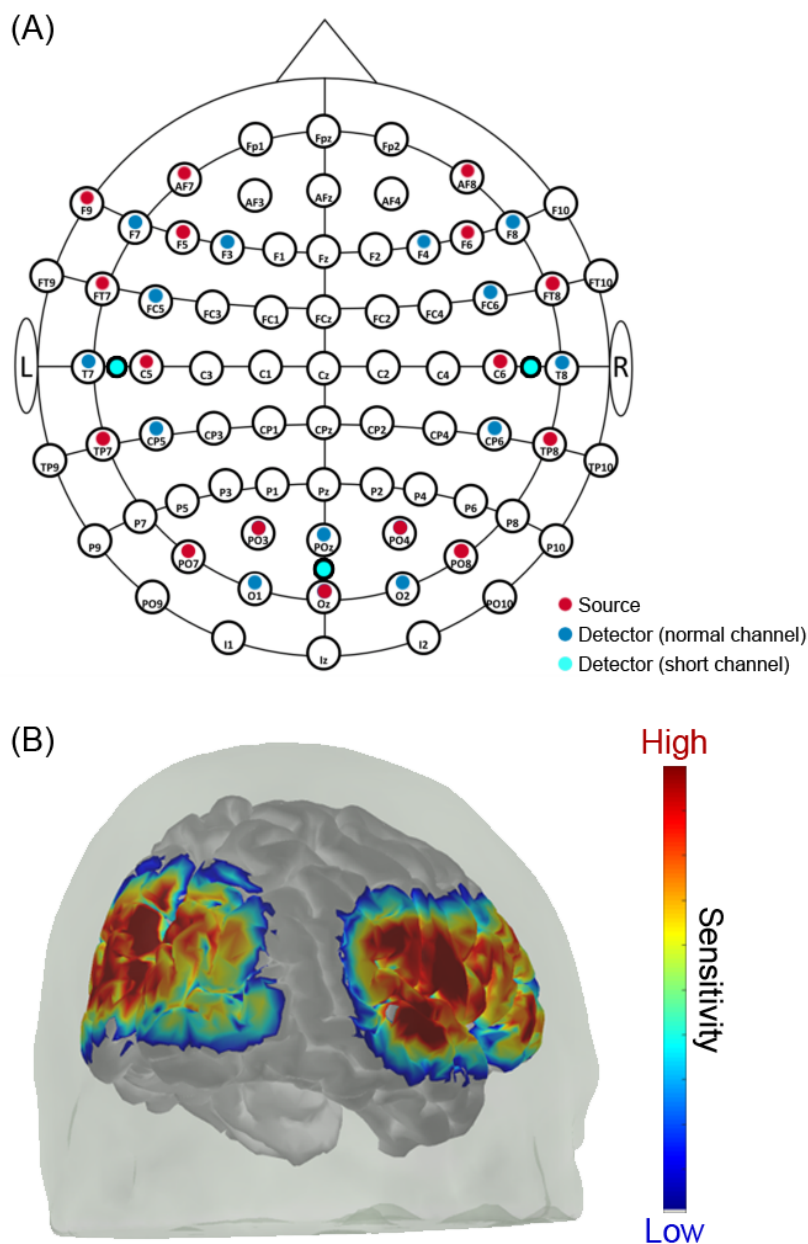 (A)
Fp1 Fpz Fp2
AF7 AF3 AFz AF4 AF8
F9 F7 F5 F3 F1 Fz F2 F4 F6 F8 F10
FT9 FT7 FC5 FC3 FC1 FCz FC2 FC4 FC6 FT8 FT10
L T7 C5 C3 C1 Cz C2 C4 C6 T8 R
TP9 TP7 CP5 CP3 CP1 CPz CP2 CP4 CP6 TP8 TP10
P9 P7 P5 P3 P1 Pz P2 P4 P6 P8 P10
PO7 PO3 POz PO4 PO8
PO9 O1 Oz O2 PO10
I1 Iz I2
Source
Detector (normal channel)
Detector (short channel)
(B)
High
Sensitivity
Low